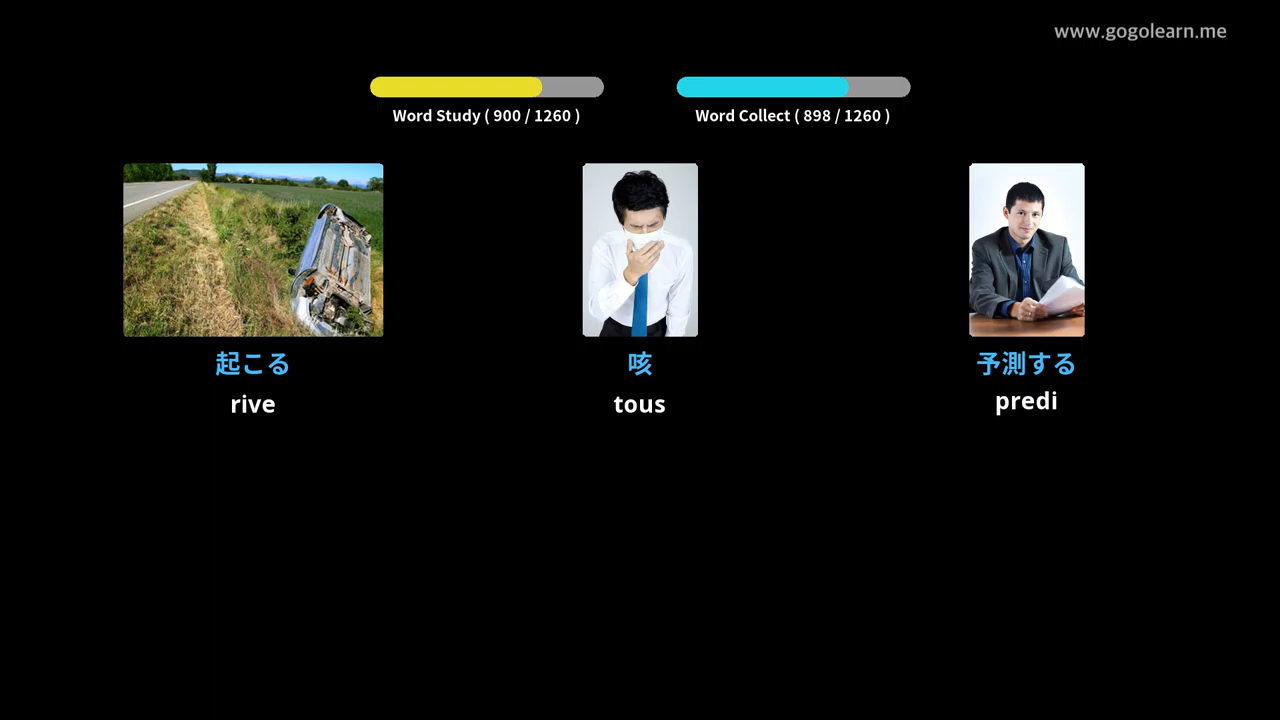 www.gogolearn.me
Word Study ( 900 / 1260 )
Word Collect ( 898 / 1260 )
起こる
咳
予測する
rive
tous
predi